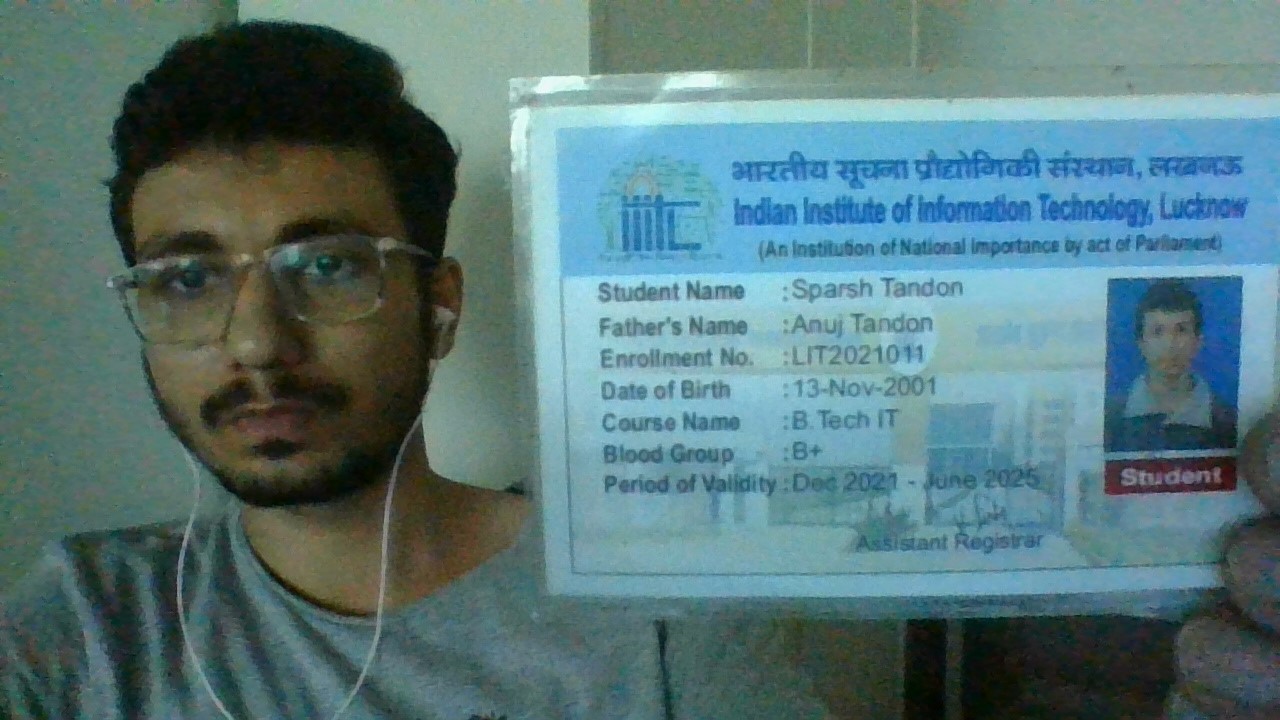 भारतीय सूचना प्रौद्योगिकी संस्थान, लखनऊ
iiitL
Indian Institute of Information Technology, Lucknow
(An Institution of National Importance by act of Parliament)
Student Name : Sparsh Tandon
Father's Name : Anuj Tandon
Enrollment No. : LIT2021011
Date of Birth : 13-Nov-2001
Course Name : B.Tech IT
Blood Group : B+
Period of Validity : Dec 2021 - June 2025
Student
Assistant Registrar